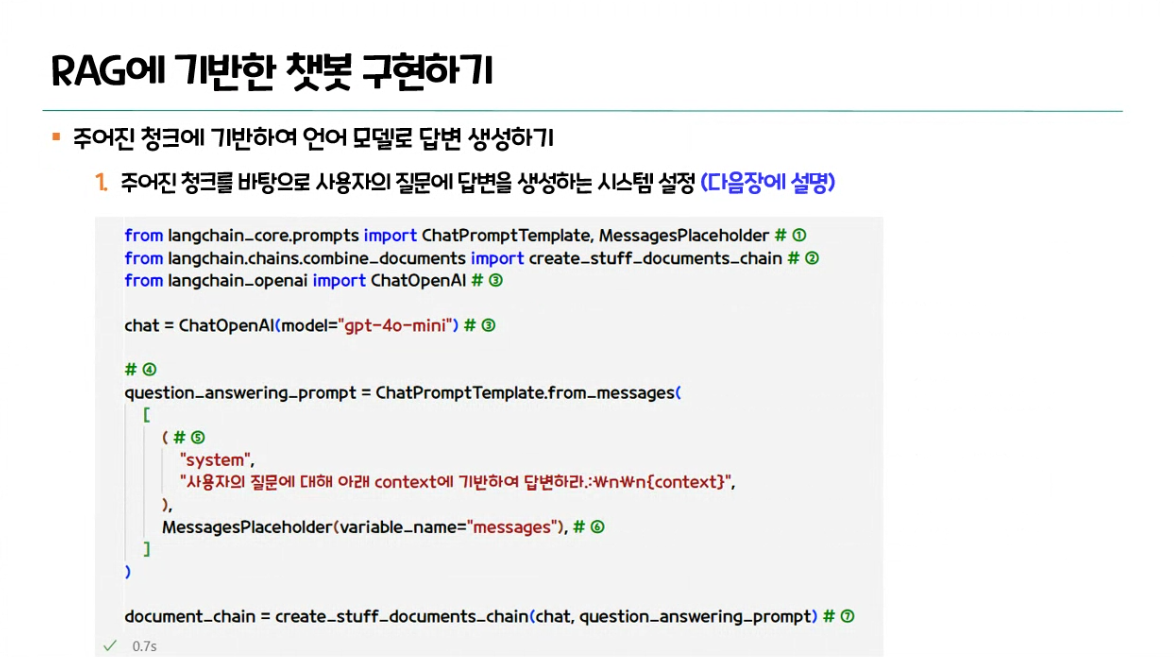 RAG에 기반한 챗봇 구현하기
▪ 주어진 청크에 기반하여 언어 모델로 답변 생성하기
1. 주어진 청크를 바탕으로 사용자의 질문에 답변을 생성하는 시스템 설정 (다음장에 설명)
from langchain_core.prompts import ChatPromptTemplate, MessagesPlaceholder # ①
from langchain.chains.combine_documents import create_stuff_documents_chain # ②
from langchain_openai import ChatOpenAI # ③
chat = ChatOpenAI(model="gpt-4o-mini") # ③
# ④
question_answering_prompt = ChatPromptTemplate.from_messages(
[
( # ⑤
"system",
"사용자의 질문에 대해 아래 context에 기반하여 답변하라.:₩n₩n{context}",
),
MessagesPlaceholder(variable_name="messages"), # ⑥
]
)
document_chain = create_stuff_documents_chain(chat, question_answering_prompt) # ⑦
✓ 0.7s